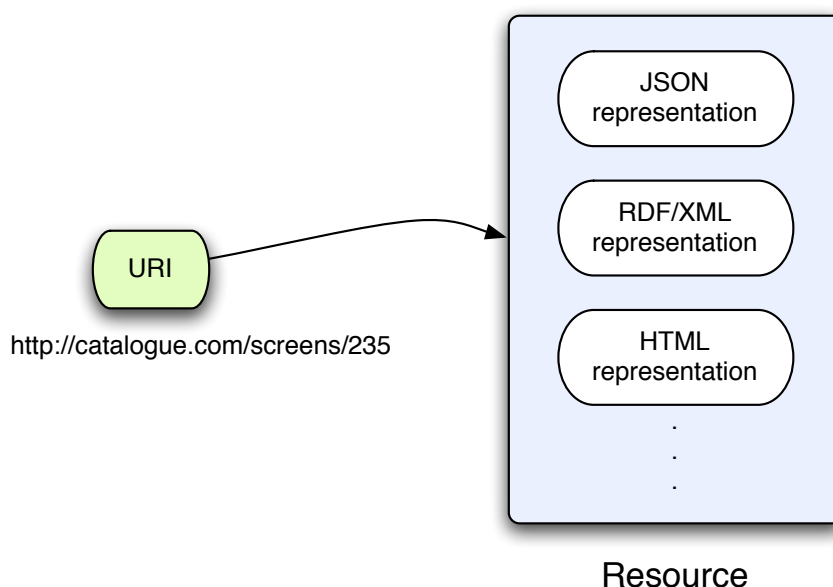 JSON
representation
RDF/XML
representation
URI
http://catalogue.com/screens/235
HTML
representation
.
.
.
Resource